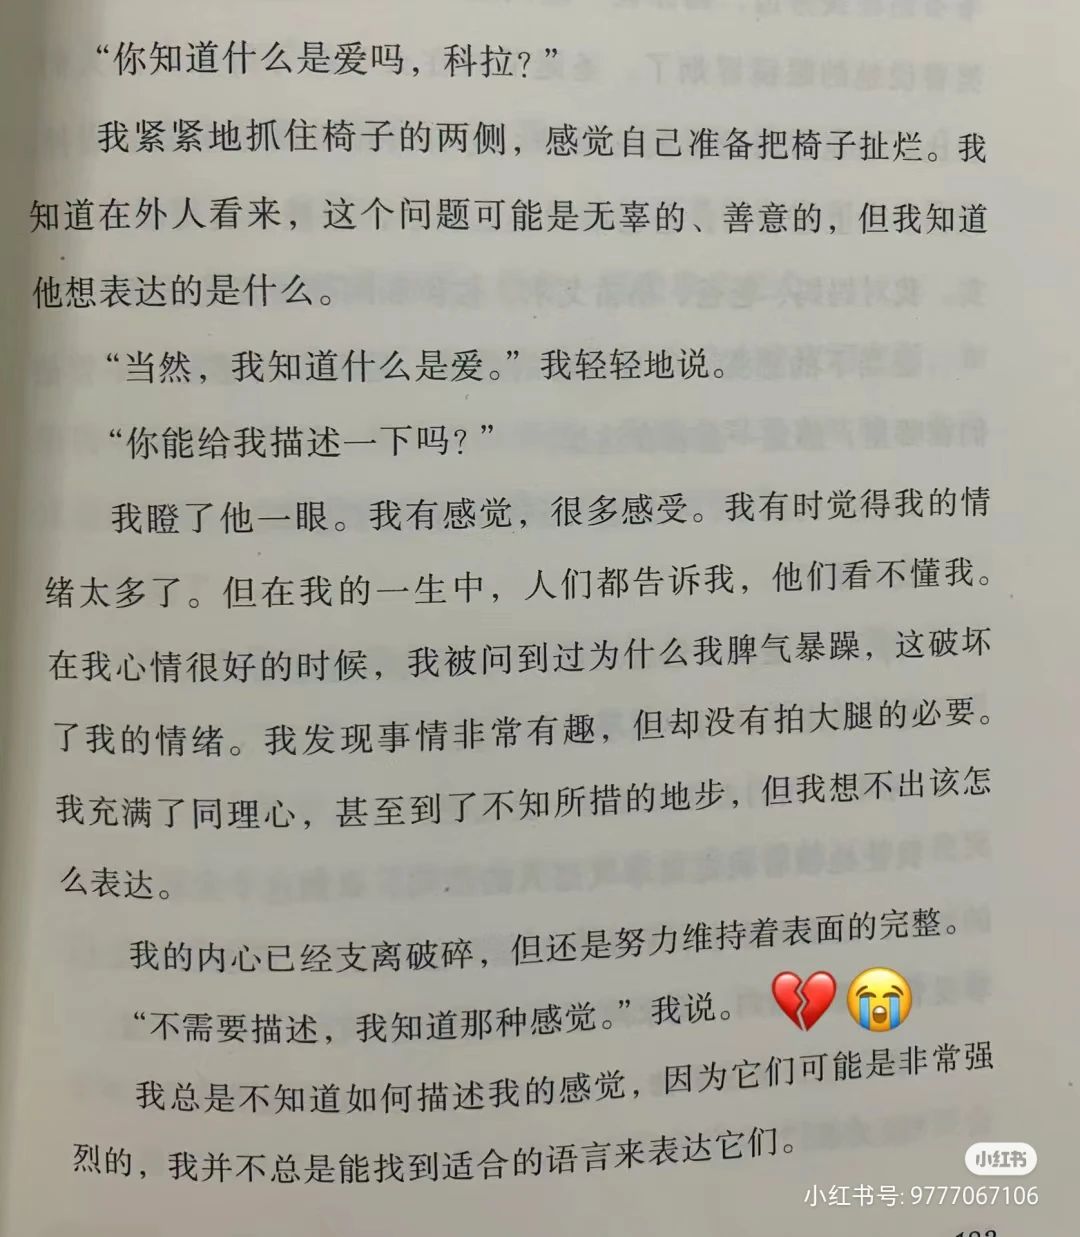 “你知道什么是爱吗，科拉？”
我紧紧地抓住椅子的两侧，感觉自己准备把椅子扯烂。我
知道在外人看来，这个问题可能是无辜的、善意的，但我知道
他想表达的是什么。
“当然，我知道什么是爱。”我轻轻地说。
“你能给我描述一下吗？”
我瞪了他一眼。我有感觉，很多感受。我有时觉得我的情
绪太多了。但在我的一生中，人们都告诉我，他们看不懂我。
在我心情很好的时候，我被问到过为什么我脾气暴躁，这破坏
了我的情绪。我发现事情非常有趣，但却没有拍大腿的必要。
我充满了同理心，甚至到了不知所措的地步，但我想不出该怎
么表达。
我的内心已经支离破碎，但还是努力维持着表面的完整。
“不需要描述，我知道那种感觉。”我说。
我总是不知道如何描述我的感觉，因为它们可能是非常强
烈的，我并不总是能找到适合的语言来表达它们。
小红书
小红书号: 9777067106